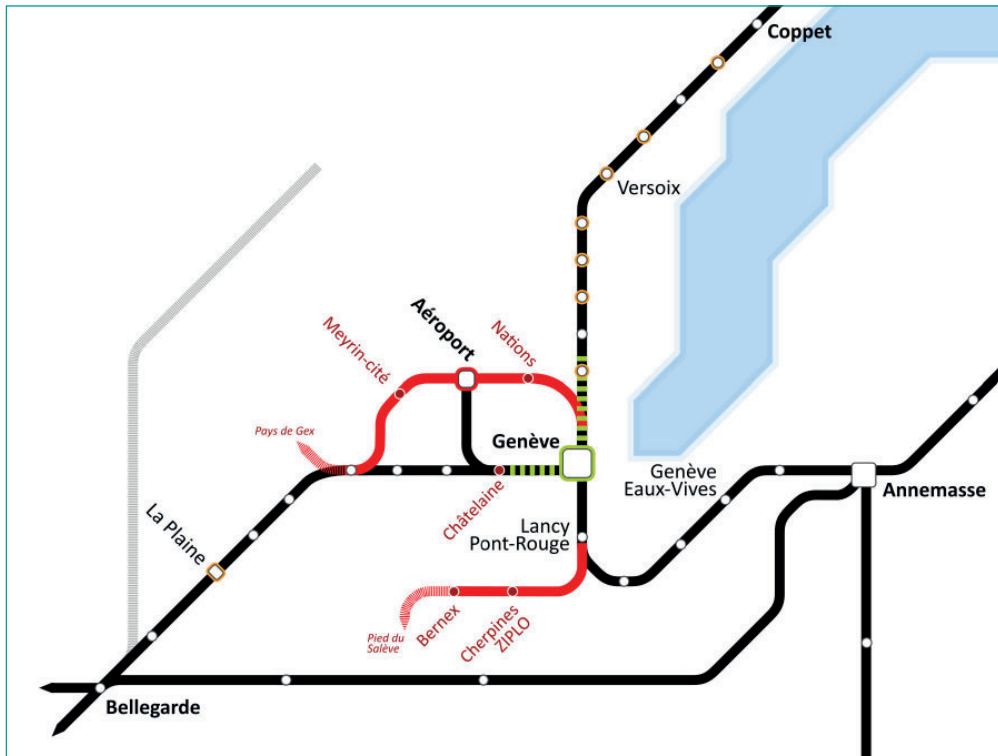 Coppet
Versoix
Aéroport
Nations
Meyrin-cité
Pays de Gex
Genève
Genève
Eaux-Vives
Annemasse
Châtelaine
La Plaine
Lancy
Pont-Rouge
Bernex
Cherpines
ZIPLO
Pied du
Salève
Bellegarde